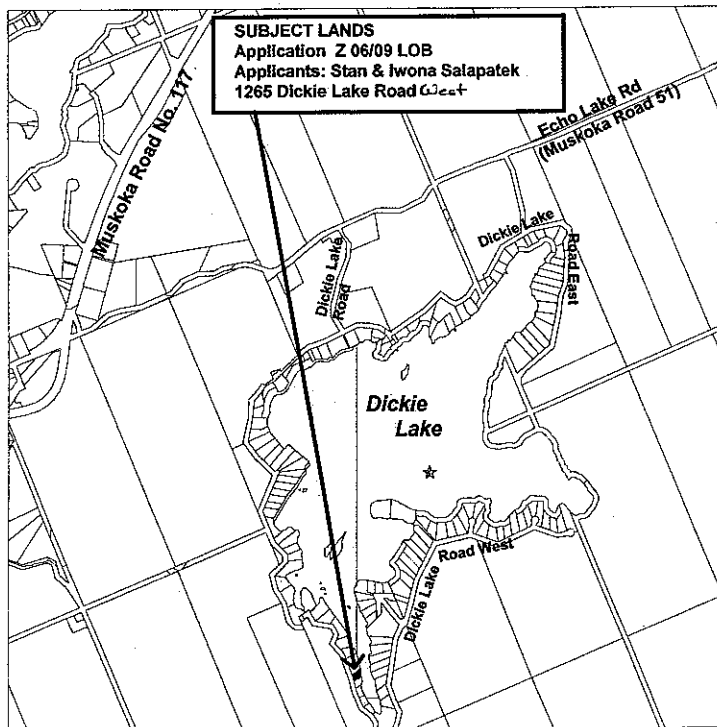 SUBJECT LANDS
Application Z 06/09 LOB
Applicants: Stan & Iwona Salapatek
1265 Dickie Lake Road West
Muskoka Road No. 117
Echo Lake Rd
(Muskoka Road 51)
Dickie Lake
Road East
Dickie Lake
Road
Dickie
Lake
Road West
Dickie Lake